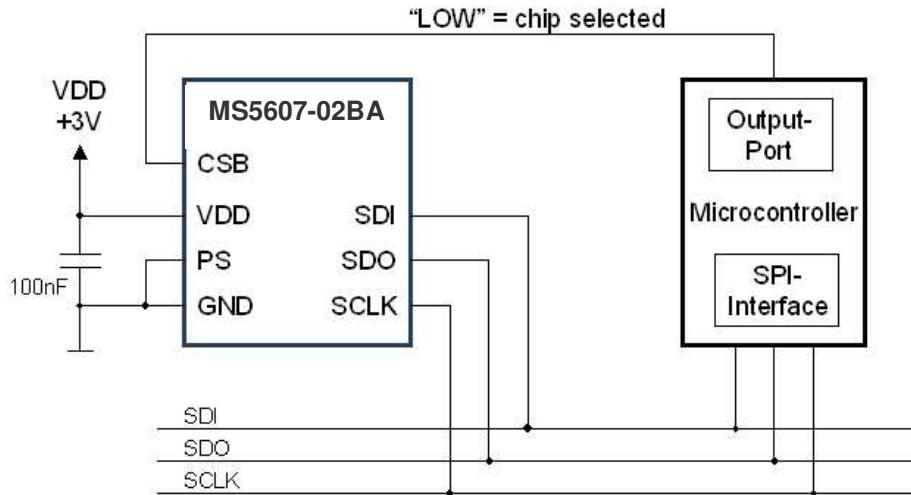 “LOW” = chip selected
VDD
+3V
100nF
MS5607-02BA
CSB
VDD
PS
GND
SDI
SDO
SCLK
Output-
Port
Microcontroller
SPI-
Interface
SDI
SDO
SCLK